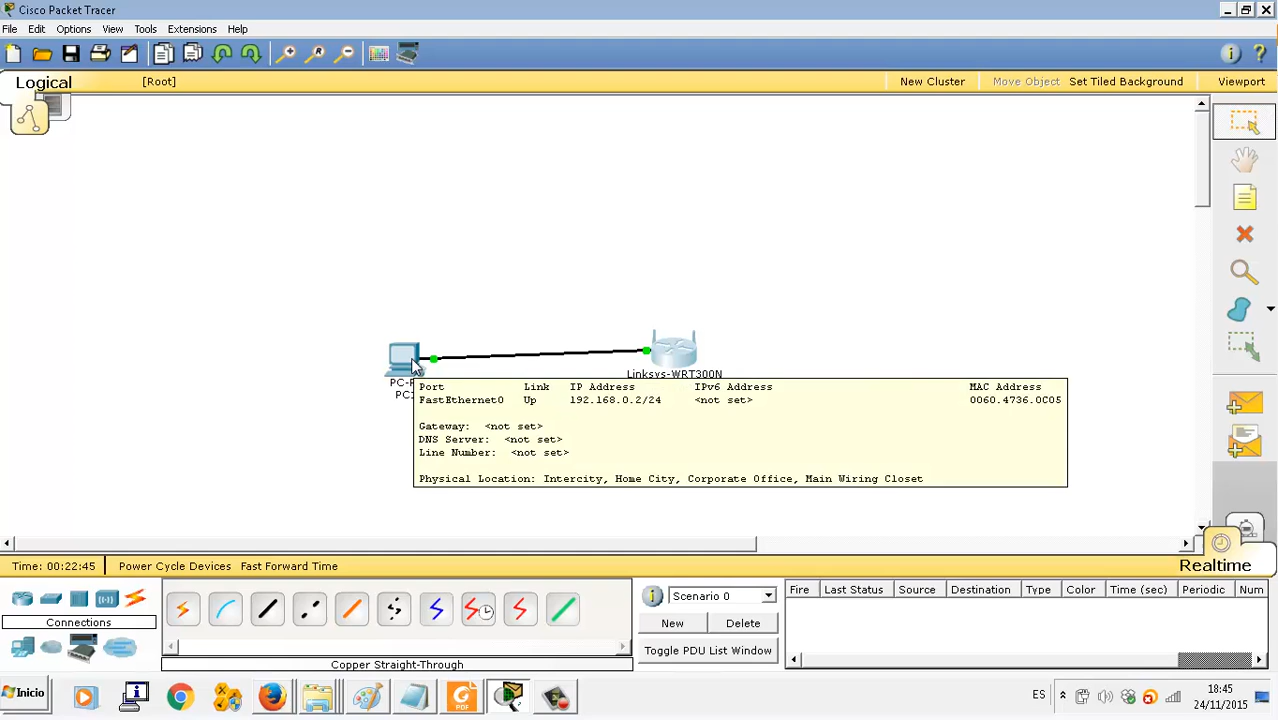 Cisco Packet Tracer
File Edit Options View Tools Extensions Help
Logical [Root] New Cluster Move Object Set Tiled Background Viewport
Linksys-WRT300N
PC-P
PC
Port Link IP Address IPv6 Address MAC Address
FastEthernet0 Up 192.168.0.2/24 <not set> 0060.4736.0C05
Gateway: <not set>
DNS Server: <not set>
Line Number: <not set>
Physical Location: Intercity, Home City, Corporate Office, Main Wiring Closet
Time: 00:22:45 Power Cycle Devices Fast Forward Time Realtime
Connections
Copper Straight-Through
Scenario 0
New Delete
Toggle PDU List Window
Fire Last Status Source Destination Type Color Time (sec) Periodic Num
Inicio PDF ES 18:45
24/11/2015